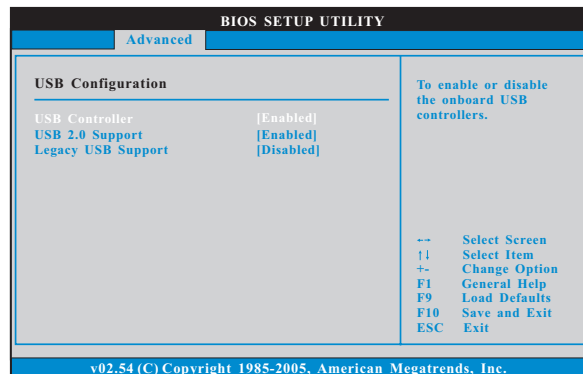 BIOS SETUP UTILITY
Advanced
USB Configuration
USB Controller [Enabled]
USB 2.0 Support [Enabled]
Legacy USB Support [Disabled]
To enable or disable
the onboard USB
controllers.
←→ Select Screen
↑↓ Select Item
+- Change Option
F1 General Help
F9 Load Defaults
F10 Save and Exit
ESC Exit
v02.54 (C) Copyright 1985-2005, American Megatrends, Inc.